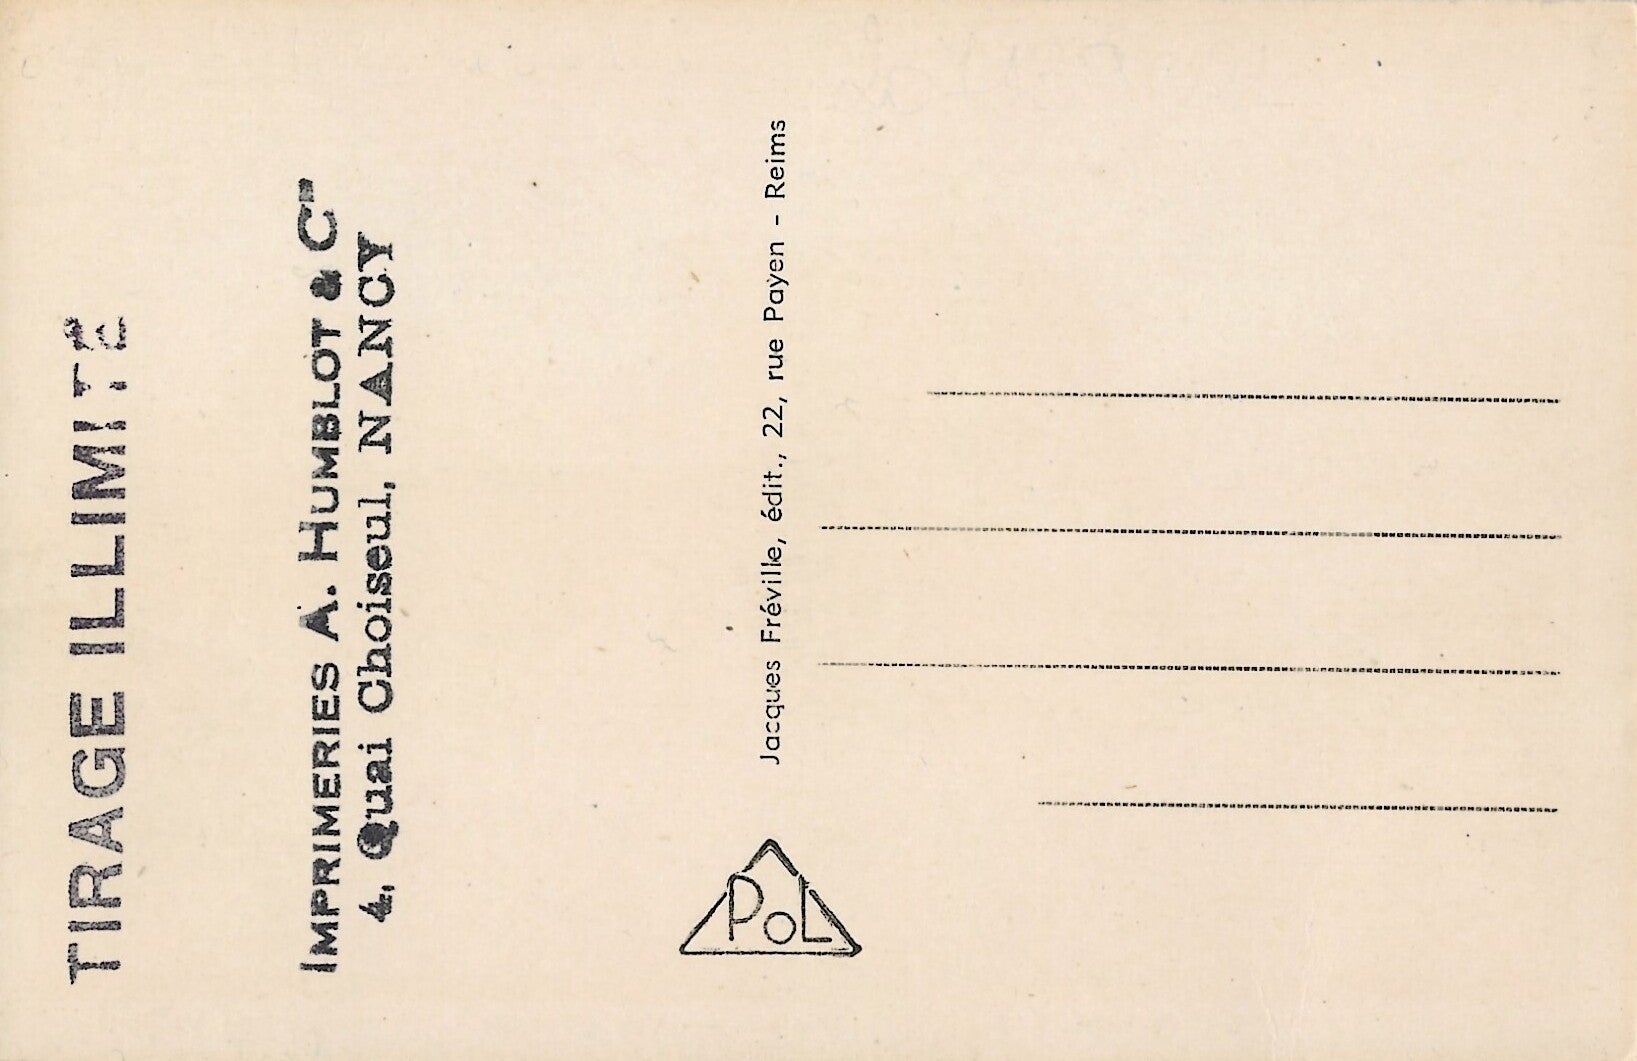 TIRAGE ILLIMITÉ
IMPRIMERIES A. HUMBLOT & Cie
4, Quai Choiseul, NANCY
Jacques Fréville, édit., 22, rue Payen - Reims
PoL